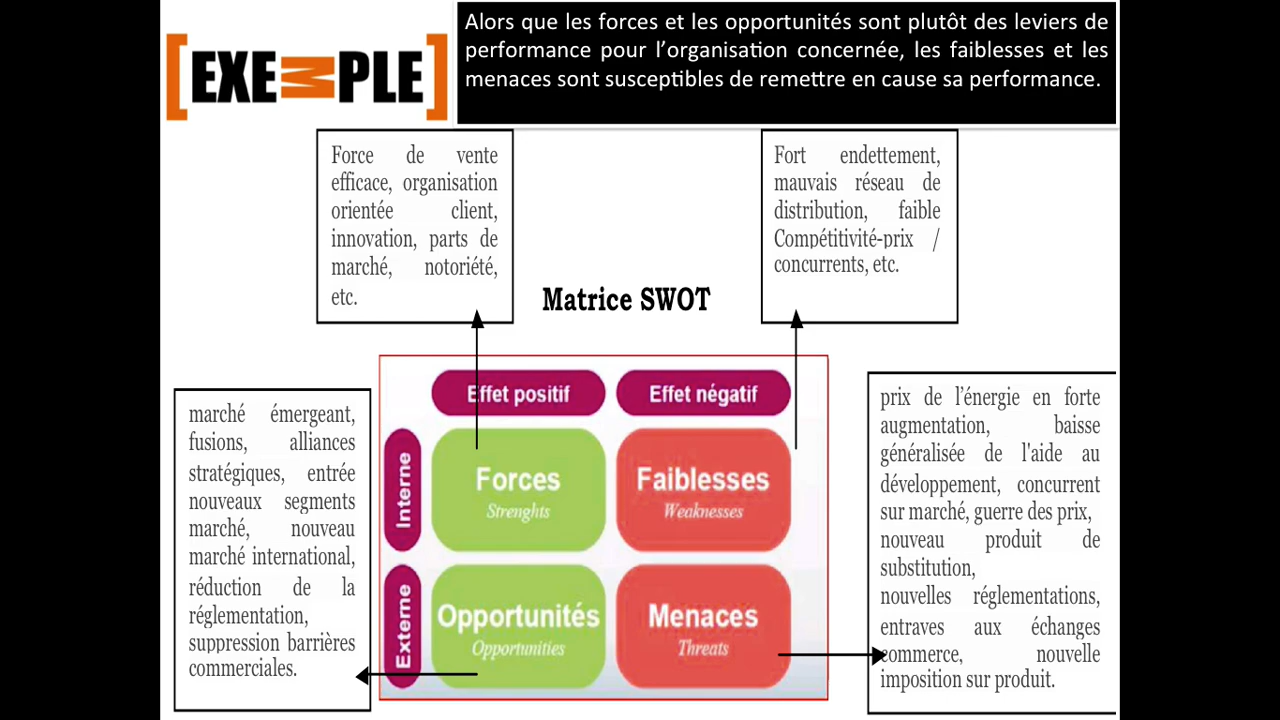 [EXEMPLE]
Alors que les forces et les opportunités sont plutôt des leviers de
performance pour l’organisation concernée, les faiblesses et les
menaces sont susceptibles de remettre en cause sa performance.
Force de vente
efficace, organisation
orientée client,
innovation, parts de
marché, notoriété,
etc.
Fort endettement,
mauvais réseau de
distribution, faible
Compétitivité-prix /
concurrents, etc.
Matrice SWOT
Effet positif
Effet négatif
Interne
Forces
Strenghts
Faiblesses
Weaknesses
Externe
Opportunités
Opportunities
Menaces
Threats
marché émergeant,
fusions, alliances
stratégiques, entrée
nouveaux segments
marché, nouveau
marché international,
réduction de la
réglementation,
suppression barrières
commerciales.
prix de l’énergie en forte
augmentation, baisse
généralisée de l'aide au
développement, concurrent
sur marché, guerre des prix,
nouveau produit de
substitution,
nouvelles réglementations,
entraves aux échanges
commerce, nouvelle
imposition sur produit.